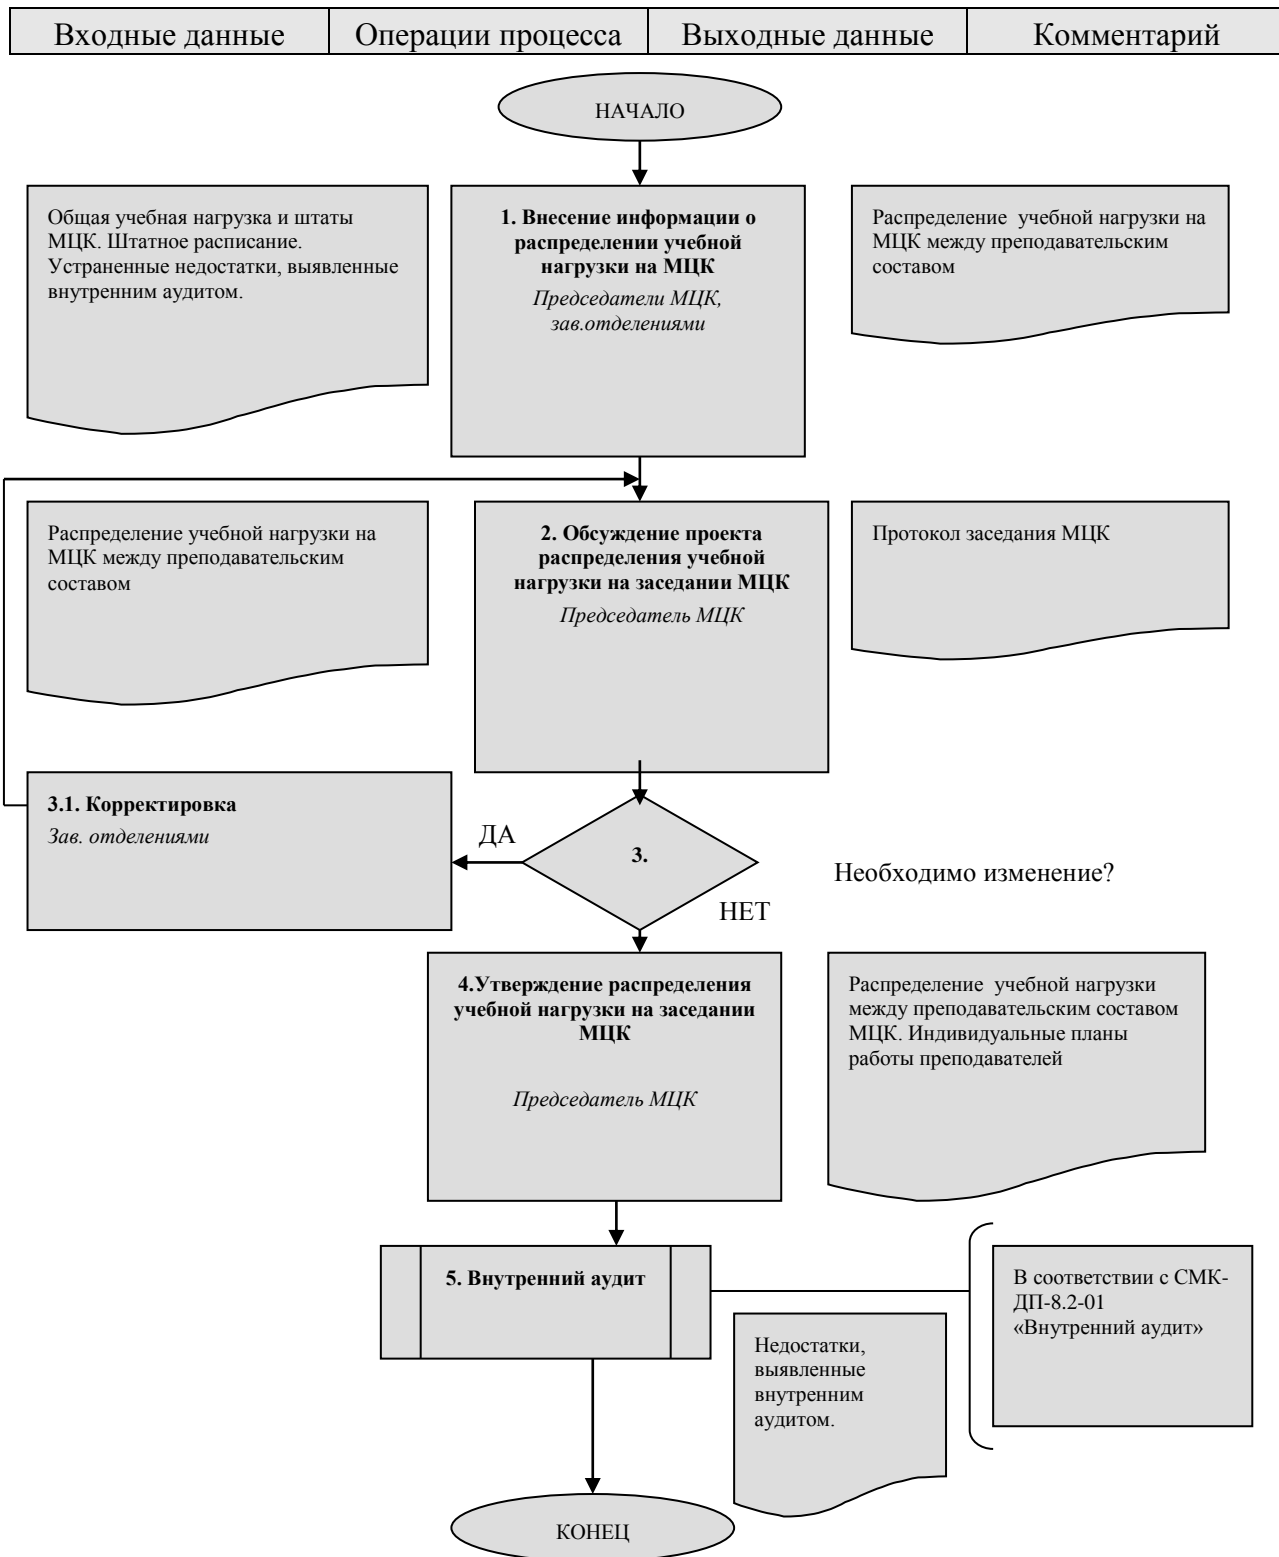 Входные данные
Операции процесса
Выходные данные
Комментарий
НАЧАЛО
Общая учебная нагрузка и штаты
МЦК. Штатное расписание.
Устраненные недостатки, выявленные
внутренним аудитом.
1. Внесение информации о
распределении учебной
нагрузки на МЦК
Председатели МЦК,
зав.отделениями
Распределение учебной нагрузки на
МЦК между преподавательским
составом
Распределение учебной нагрузки на
МЦК между преподавательским
составом
2. Обсуждение проекта
распределения учебной
нагрузки на заседании МЦК
Председатель МЦК
Протокол заседания МЦК
3.1. Корректировка
Зав. отделениями
ДА
3.
Необходимо изменение?
НЕТ
4.Утверждение распределения
учебной нагрузки на заседании
МЦК
Председатель МЦК
Распределение учебной нагрузки
между преподавательским составом
МЦК. Индивидуальные планы
работы преподавателей
5. Внутренний аудит
В соответствии с СМК-
ДП-8.2-01
«Внутренний аудит»
Недостатки,
выявленные
внутренним
аудитом.
КОНЕЦ